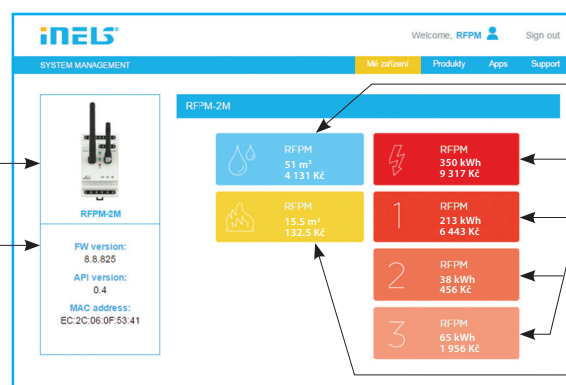 iNELS
Welcome, RFPM
Sign out
SYSTEM MANAGEMENT
Mé zařízení
Produkty
Apps
Support
RFPM-2M
RFPM-2M
FW version:
8.8.825
API version:
0.4
MAC address:
EC:2C:06:0F:53:41
RFPM
51 m³
4 131 Kč
RFPM
350 kWh
9 317 Kč
RFPM
15.5 m³
132.5 Kč
1
RFPM
213 kWh
6 443 Kč
2
RFPM
38 kWh
456 Kč
3
RFPM
65 kWh
1 956 Kč